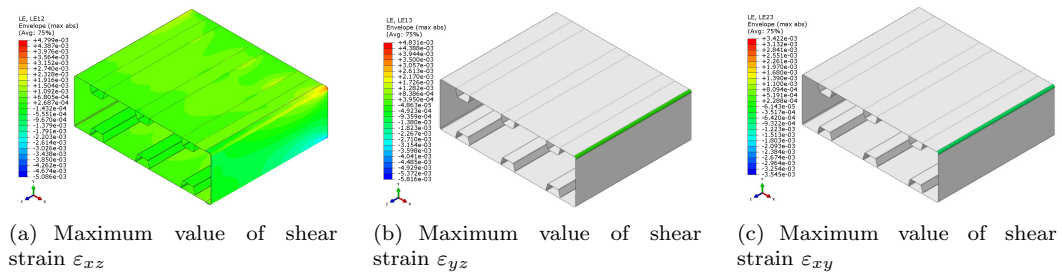 LE, LE12
Envelope (max abs)
(Avg: 75%)
+4.799e-03
+4.387e-03
+3.976e-03
+3.564e-03
+3.152e-03
+2.740e-03
+2.328e-03
+1.916e-03
+1.504e-03
+1.092e-03
+6.805e-04
+2.687e-04
-1.432e-04
-5.551e-04
-9.670e-04
-1.379e-03
-1.791e-03
-2.203e-03
-2.614e-03
-3.026e-03
-3.438e-03
-3.850e-03
-4.262e-03
-4.674e-03
-5.086e-03
Y
Z
X
(a) Maximum value of shear
strain εxz
LE, LE13
Envelope (max abs)
(Avg: 75%)
+4.831e-03
+4.388e-03
+3.944e-03
+3.500e-03
+3.057e-03
+2.613e-03
+2.170e-03
+1.726e-03
+1.282e-03
+8.386e-04
+3.950e-04
-4.863e-05
-4.923e-04
-9.359e-04
-1.380e-03
-1.823e-03
-2.267e-03
-2.710e-03
-3.154e-03
-3.598e-03
-4.041e-03
-4.485e-03
-4.929e-03
-5.372e-03
-5.816e-03
Y
Z
X
(b) Maximum value of shear
strain εyz
LE, LE23
Envelope (max abs)
(Avg: 75%)
+3.422e-03
+3.132e-03
+2.841e-03
+2.551e-03
+2.261e-03
+1.970e-03
+1.680e-03
+1.390e-03
+1.100e-03
+8.094e-04
+5.191e-04
+2.288e-04
-6.143e-05
-3.517e-04
-6.420e-04
-9.322e-04
-1.223e-03
-1.513e-03
-1.803e-03
-2.093e-03
-2.384e-03
-2.674e-03
-2.964e-03
-3.254e-03
-3.545e-03
Y
Z
X
(c) Maximum value of shear
strain εxy